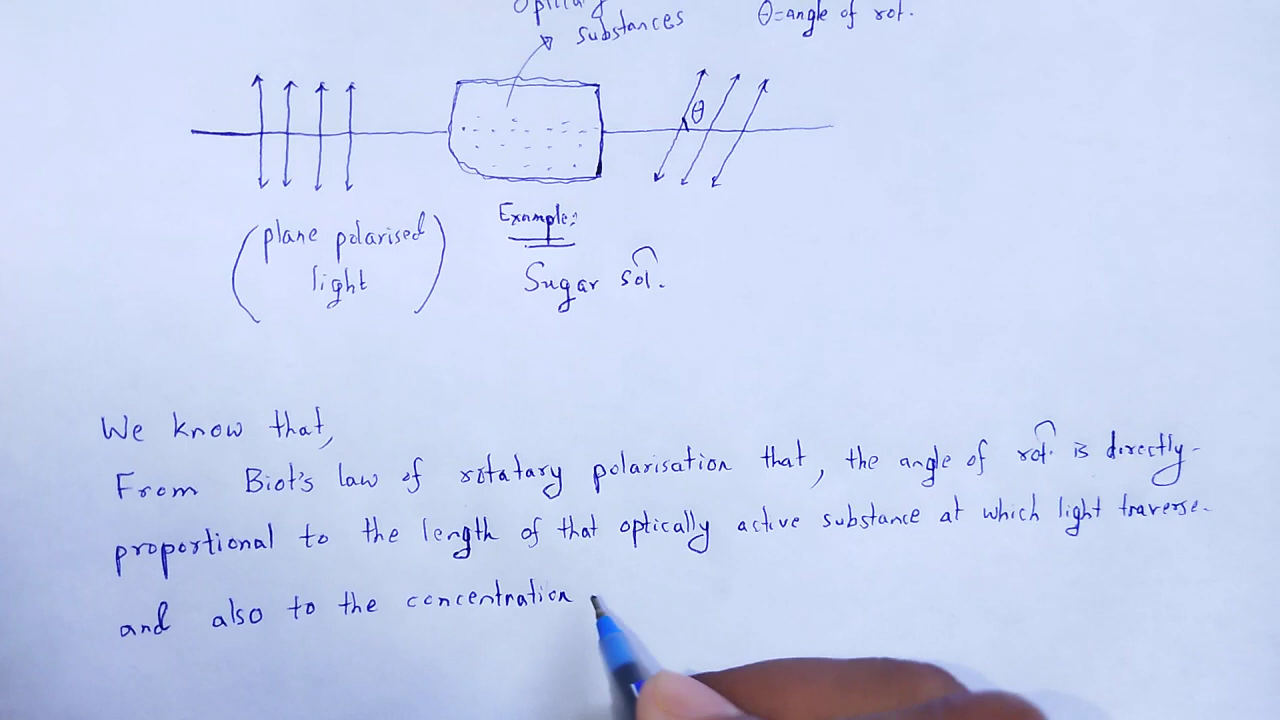 substances
θ=angle of rot.
θ
(plane polarised
light)
Example:
Sugar sol.
We know that,
From Biot's law of rotatary polarisation that, the angle of rot. is directly-
proportional to the length of that optically active substance at which light traverse.
and also to the concentration